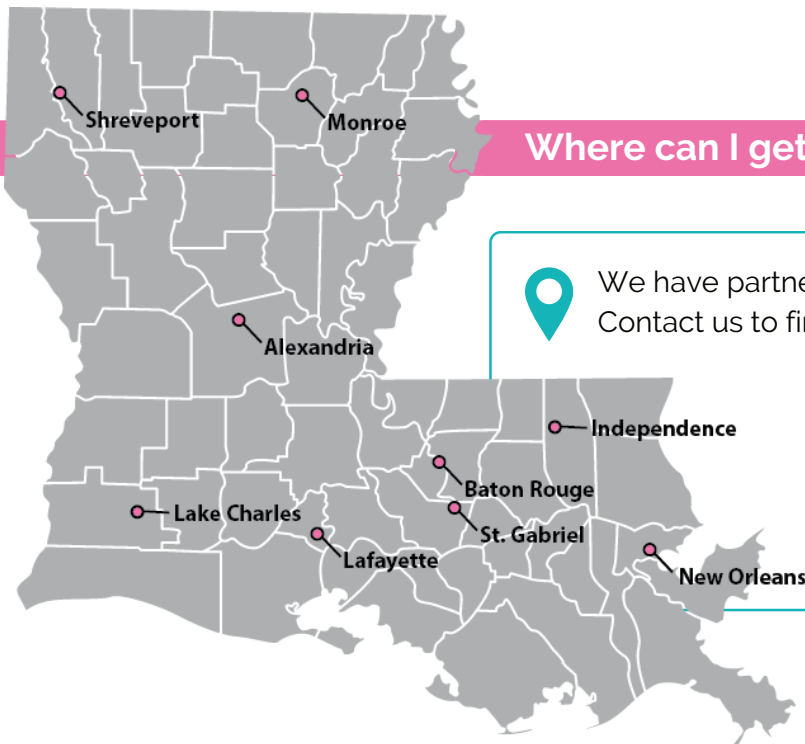 Shreveport
Monroe
Where can I get
We have partne
Contact us to fin
Alexandria
Independence
Baton Rouge
Lake Charles
St. Gabriel
Lafayette
New Orleans